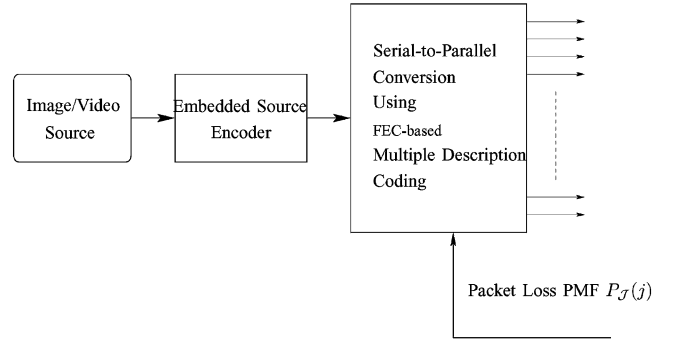 Image/Video
Source
Embedded Source
Encoder
Serial-to-Parallel
Conversion
Using
FEC-based
Multiple Description
Coding
Packet Loss PMF $P_{\mathcal{J}}(j)$